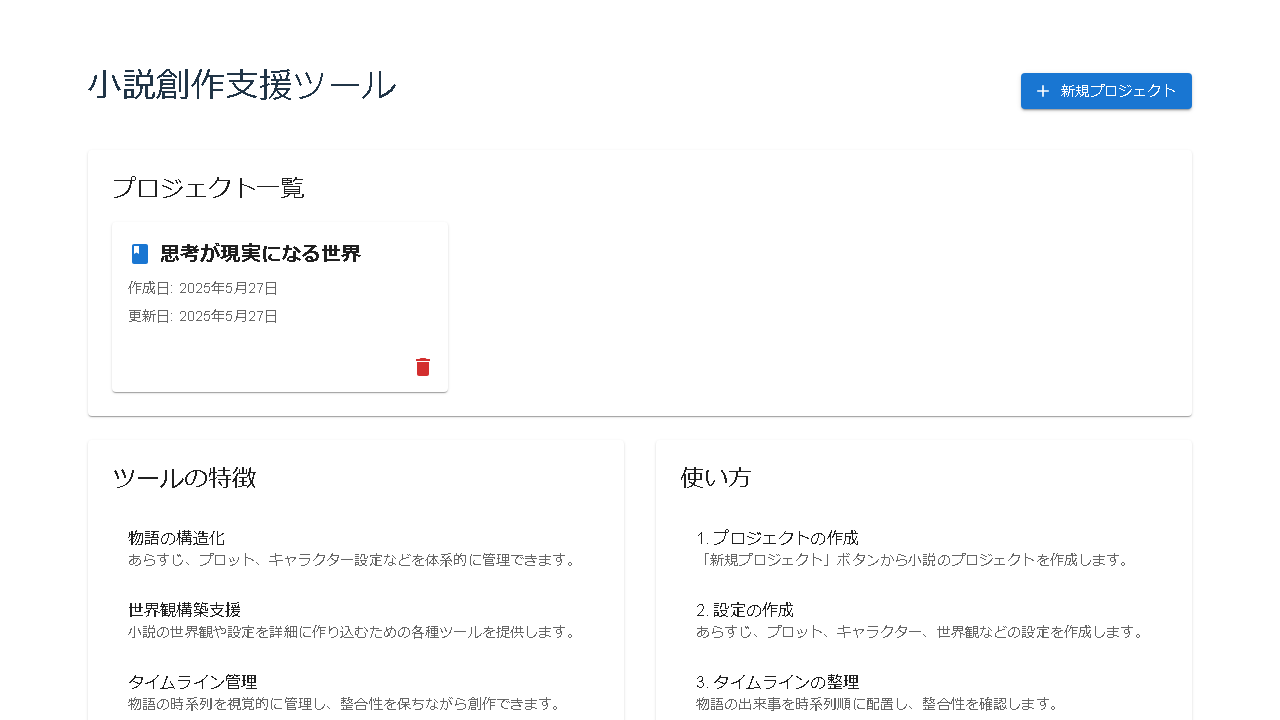 小説創作支援ツール
新規プロジェクト
プロジェクト一覧
思考が現実になる世界
作成日: 2025年5月27日
更新日: 2025年5月27日
ツールの特徴
物語の構造化
あらすじ、プロット、キャラクター設定などを体系的に管理できます。
世界観構築支援
小説の世界観や設定を詳細に作り込むための各種ツールを提供します。
タイムライン管理
物語の時系列を視覚的に管理し、整合性を保ちながら創作できます。
使い方
1. プロジェクトの作成
「新規プロジェクト」ボタンから小説のプロジェクトを作成します。
2. 設定の作成
あらすじ、プロット、キャラクター、世界観などの設定を作成します。
3. タイムラインの整理
物語の出来事を時系列順に配置し、整合性を確認します。